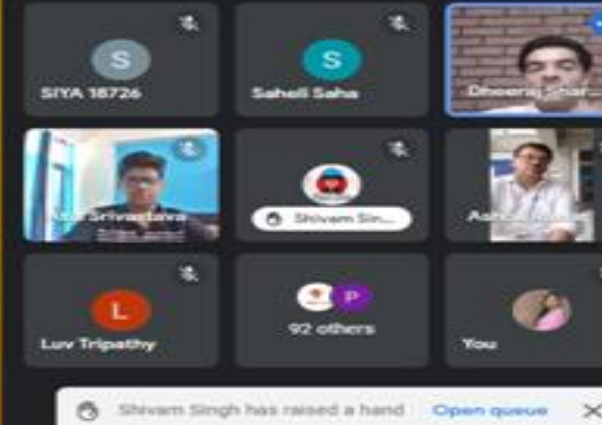 S
SIYA 18726
S
Saheli Saha
Dheeraj Shar...
Srivastava
Shivam Sin...
L
Luv Tripathy
P
92 others
You
Shivam Singh has raised a hand
Open queue